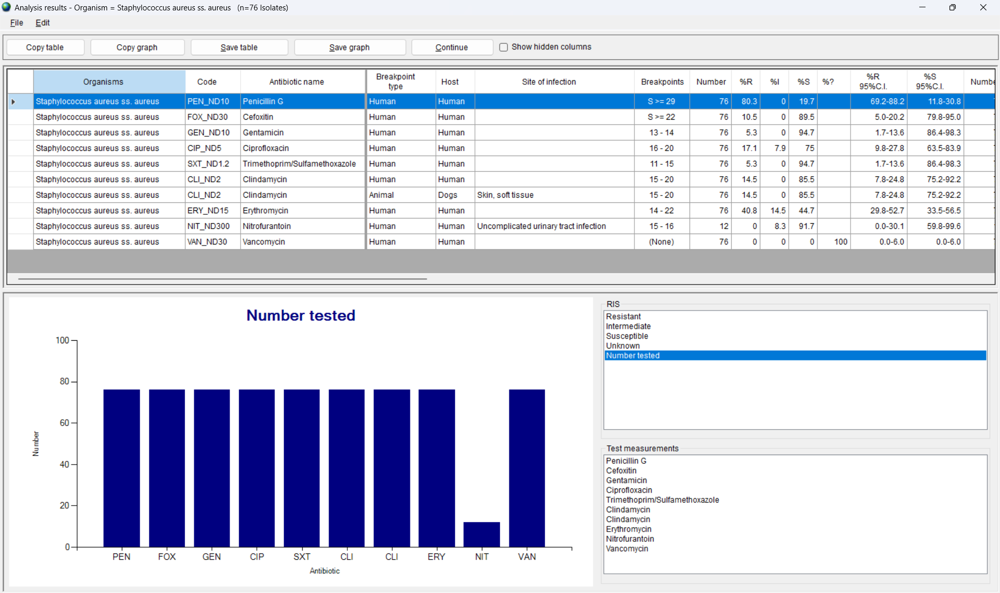 Analysis results - Organism = Staphylococcus aureus ss. aureus   (n=76 Isolates)
File Edit
Copy table Copy graph Save table Save graph Continue Show hidden columns
Organisms Code Antibiotic name Breakpoint type Host Site of infection Breakpoints Number %R %I %S %? %R 95%C.I. %S 95%C.I.
Staphylococcus aureus ss. aureus PEN_ND10 Penicillin G Human Human S >= 29 76 80.3 0 19.7 69.2-88.2 11.8-30.8
Staphylococcus aureus ss. aureus FOX_ND30 Cefoxitin Human Human S >= 22 76 10.5 0 89.5 5.0-20.2 79.8-95.0
Staphylococcus aureus ss. aureus GEN_ND10 Gentamicin Human Human 13 - 14 76 5.3 0 94.7 1.7-13.6 86.4-98.3
Staphylococcus aureus ss. aureus CIP_ND5 Ciprofloxacin Human Human 16 - 20 76 17.1 7.9 75 9.8-27.8 63.5-83.9
Staphylococcus aureus ss. aureus SXT_ND1.2 Trimethoprim/Sulfamethoxazole Human Human 11 - 15 76 5.3 0 94.7 1.7-13.6 86.4-98.3
Staphylococcus aureus ss. aureus CLI_ND2 Clindamycin Human Human 15 - 20 76 14.5 0 85.5 7.8-24.8 75.2-92.2
Staphylococcus aureus ss. aureus CLI_ND2 Clindamycin Animal Dogs Skin, soft tissue 15 - 20 76 14.5 0 85.5 7.8-24.8 75.2-92.2
Staphylococcus aureus ss. aureus ERY_ND15 Erythromycin Human Human 14 - 22 76 40.8 14.5 44.7 29.8-52.7 33.5-56.5
Staphylococcus aureus ss. aureus NIT_ND300 Nitrofurantoin Human Human Uncomplicated urinary tract infection 15 - 16 12 0 8.3 91.7 0.0-30.1 59.8-99.6
Staphylococcus aureus ss. aureus VAN_ND30 Vancomycin Human Human (None) 76 0 0 0 100 0.0-6.0 0.0-6.0
Number tested
100
80
60
40
20
0
Number
PEN FOX GEN CIP SXT CLI CLI ERY NIT VAN
Antibiotic
RIS
Resistant
Intermediate
Susceptible
Unknown
Number tested
Test measurements
Penicillin G
Cefoxitin
Gentamicin
Ciprofloxacin
Trimethoprim/Sulfamethoxazole
Clindamycin
Clindamycin
Erythromycin
Nitrofurantoin
Vancomycin